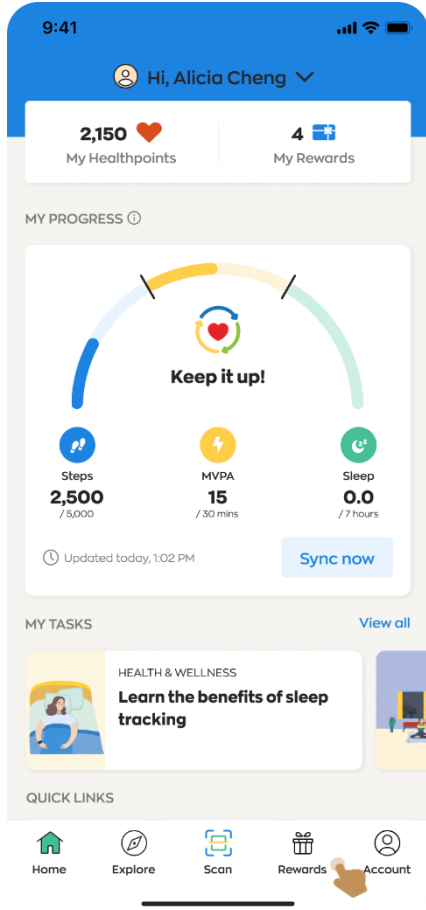 9:41
Hi, Alicia Cheng
2,150
My Healthpoints
4
My Rewards
MY PROGRESS
Keep it up!
Steps
2,500
/ 5,000
MVPA
15
/ 30 mins
Sleep
0.0
/ 7 hours
Updated today, 1:02 PM
Sync now
MY TASKS
View all
HEALTH & WELLNESS
Learn the benefits of sleep
tracking
QUICK LINKS
Home
Explore
Scan
Rewards
Account